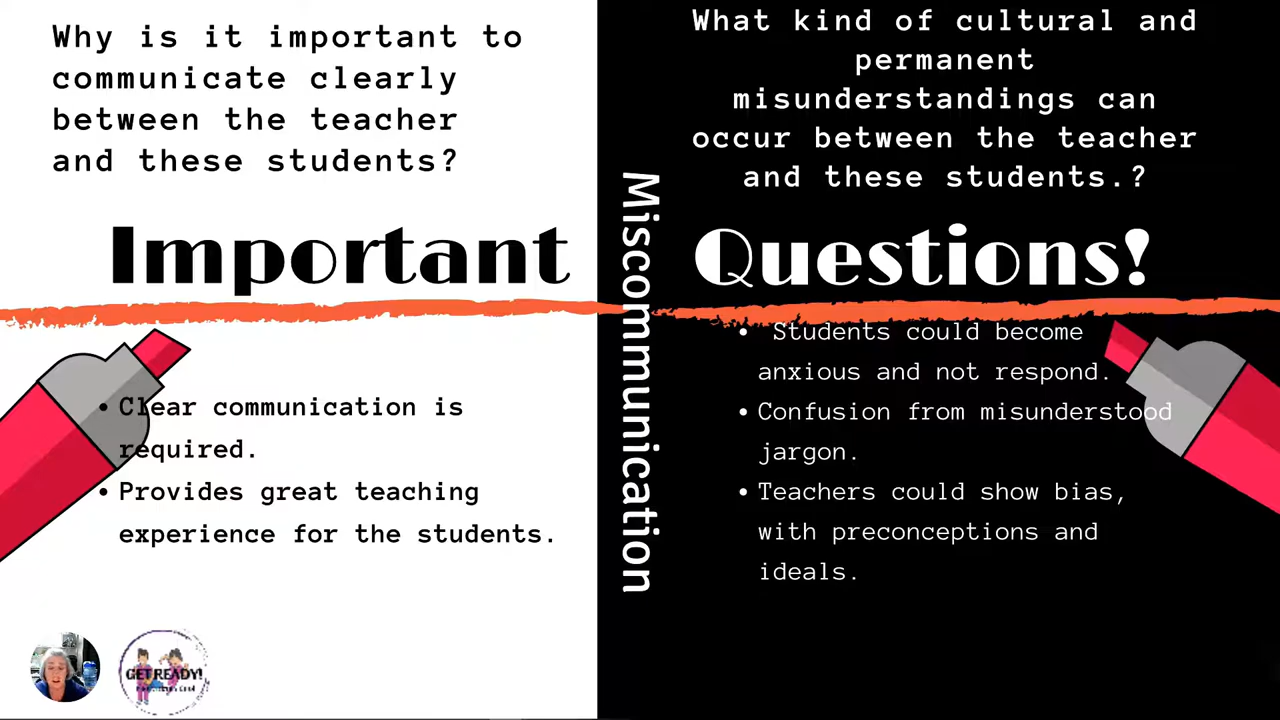 Why is it important to
communicate clearly
between the teacher
and these students?
What kind of cultural and
permanent
misunderstandings can
occur between the teacher
and these students.?
Important Questions!
Miscommunication
• Clear communication is
required.
• Provides great teaching
experience for the students.
• Students could become
anxious and not respond.
• Confusion from misunderstood
jargon.
• Teachers could show bias,
with preconceptions and
ideals.
GET READY!